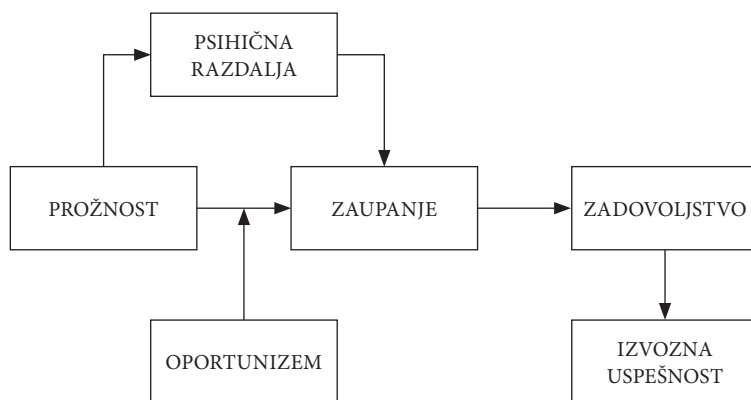 PSIHIČNA
RAZDALJA
PROŽNOST
ZAUPANJE
ZADOVOLJSTVO
OPORTUNIZEM
IZVOZNA
USPEŠNOST